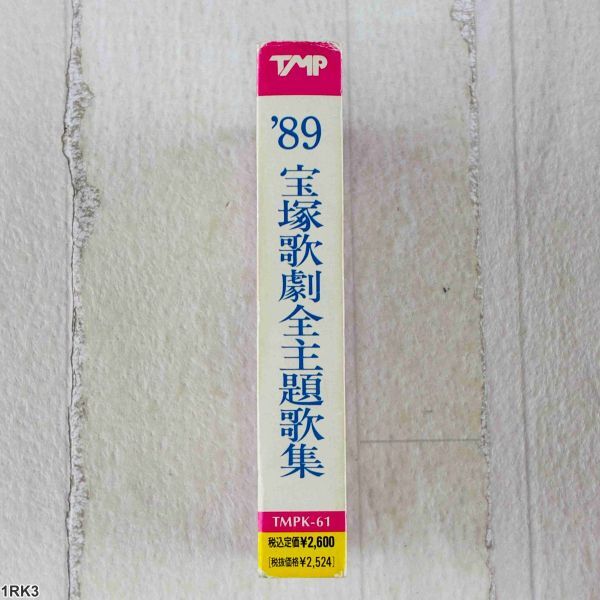 TMP
'89 宝塚歌劇全主題歌集
TMPK-61
税込定価¥2,600
[税抜価格¥2,524]
1RK3